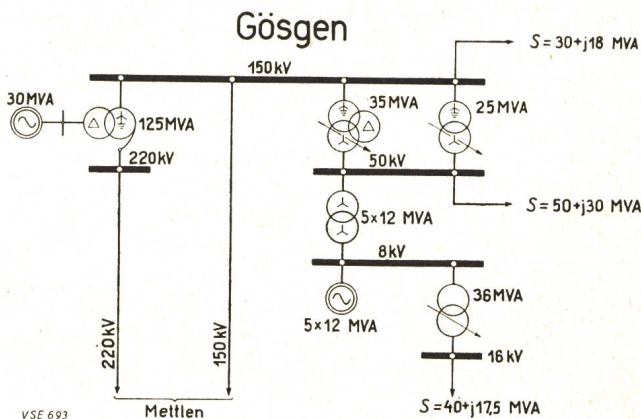 Gösgen
S = 30+j18 MVA
150kV
30MVA
125MVA
35MVA
25MVA
220kV
50kV
S = 50+j30 MVA
5×12 MVA
8kV
5×12 MVA
36MVA
16 kV
220kV
150kV
S = 40+j17,5 MVA
VSE 693
Mettlen